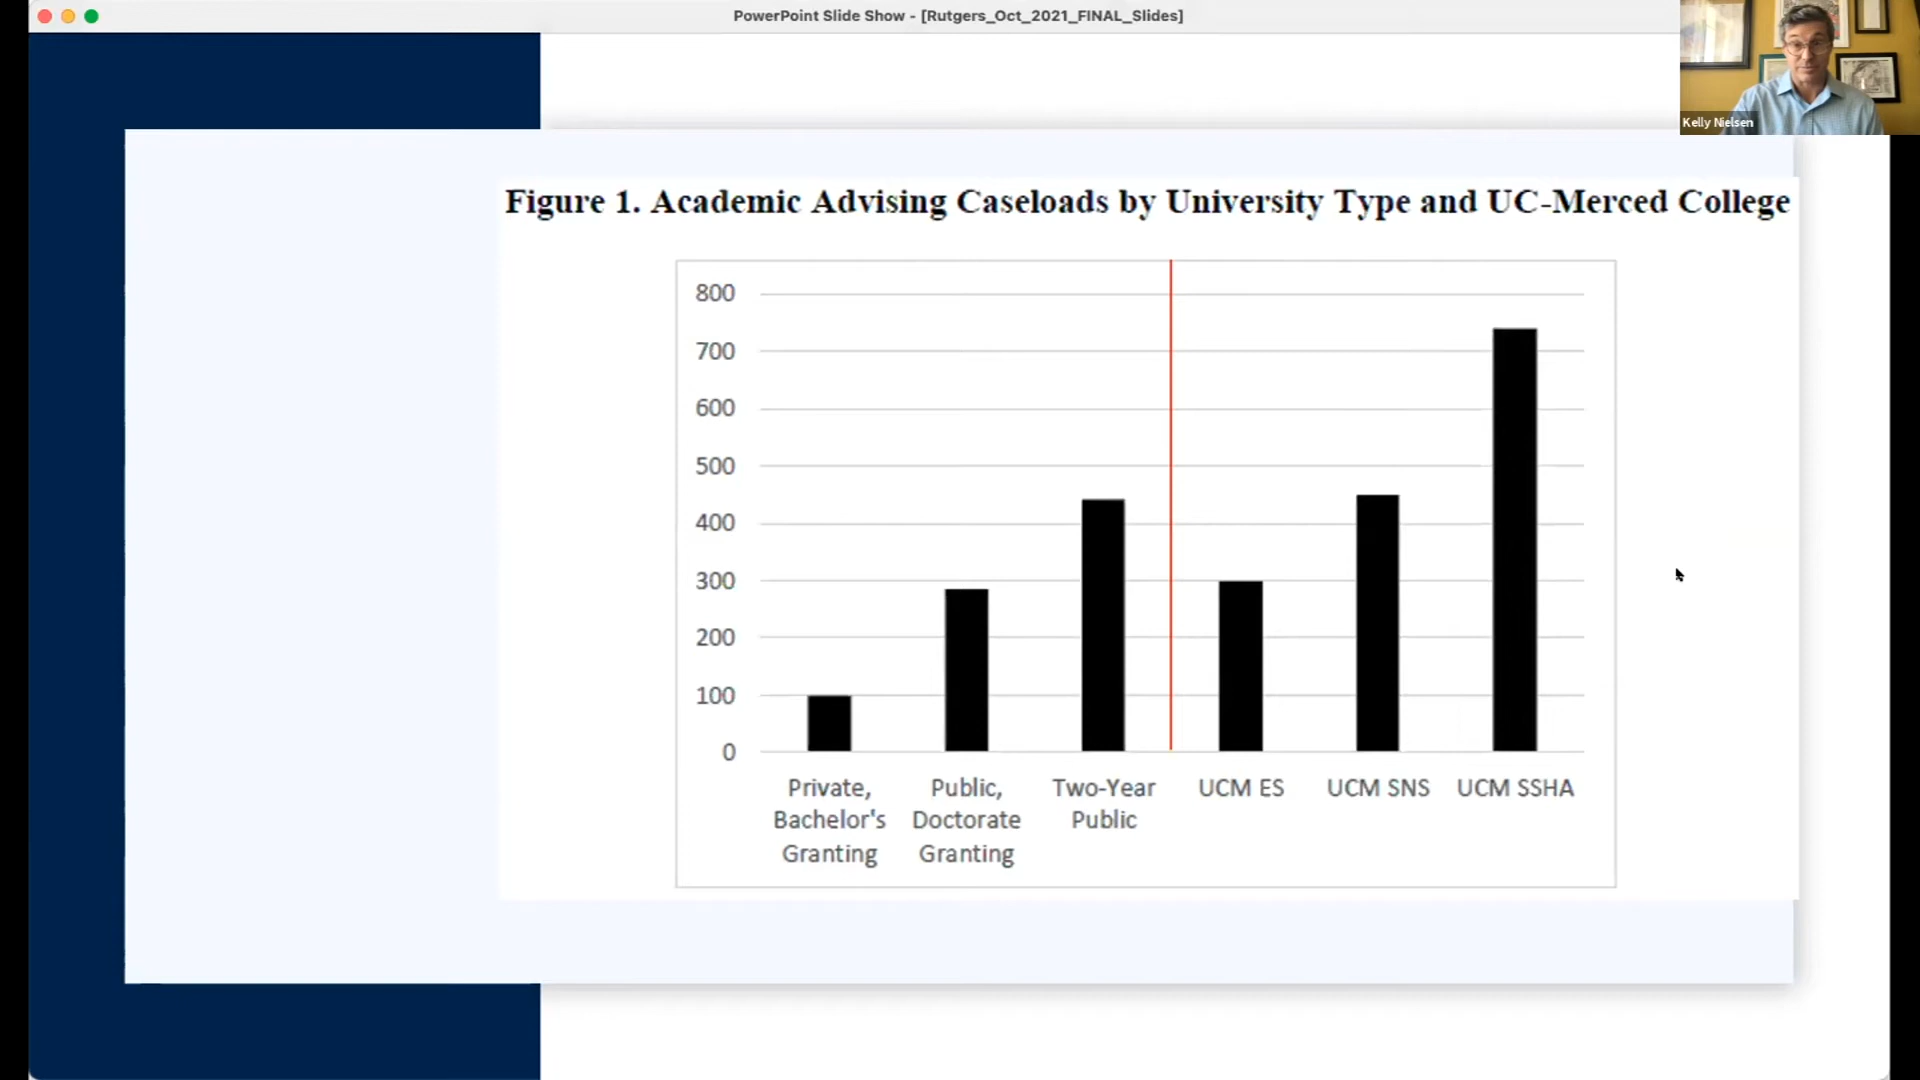 PowerPoint Slide Show - [Rutgers_Oct_2021_FINAL_Slides]
Kelly Nielsen
Figure 1. Academic Advising Caseloads by University Type and UC-Merced College
800
700
600
500
400
300
200
100
0
Private,
Bachelor's
Granting
Public,
Doctorate
Granting
Two-Year
Public
UCM ES
UCM SNS
UCM SSHA